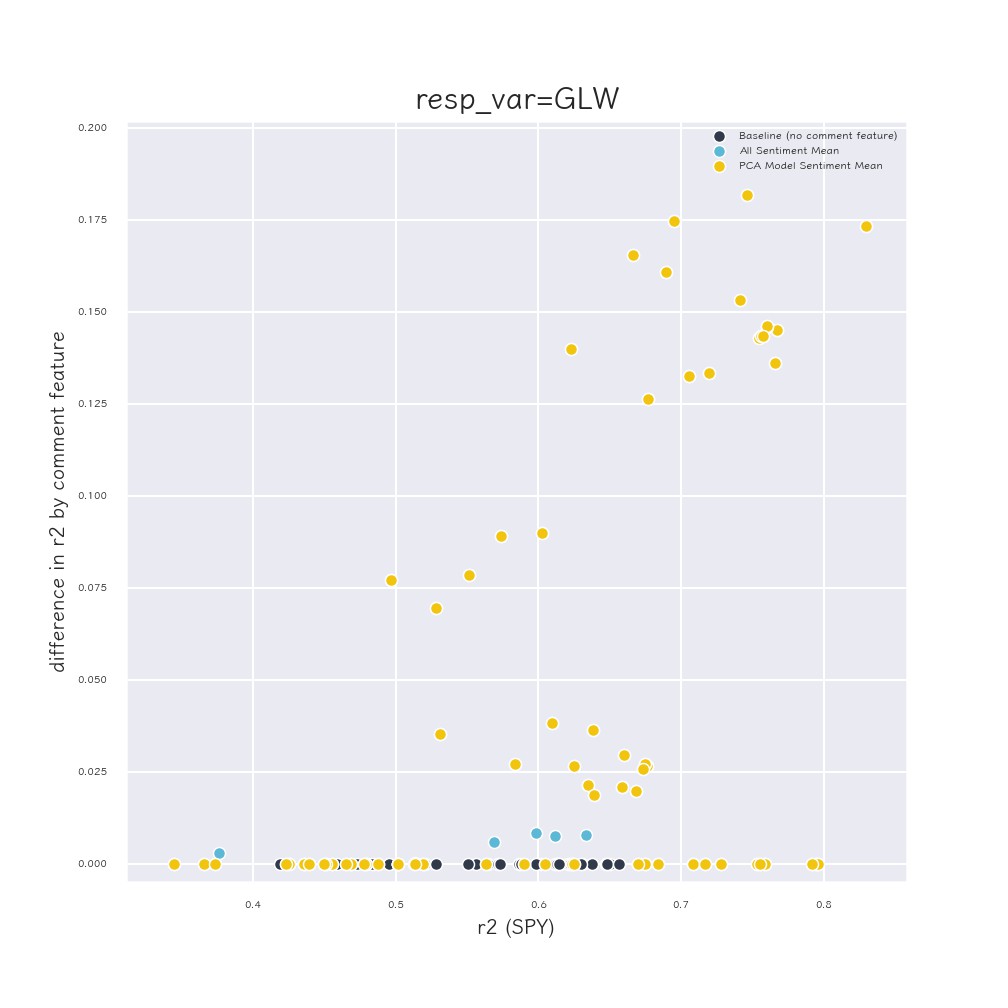 resp_var=GLW
0.200
0.175
0.150
0.125
0.100
0.075
0.050
0.025
0.000
difference in r2 by comment feature
Baseline (no comment feature)
All Sentiment Mean
PCA Model Sentiment Mean
0.4 0.5 0.6 0.7 0.8
r2 (SPY)